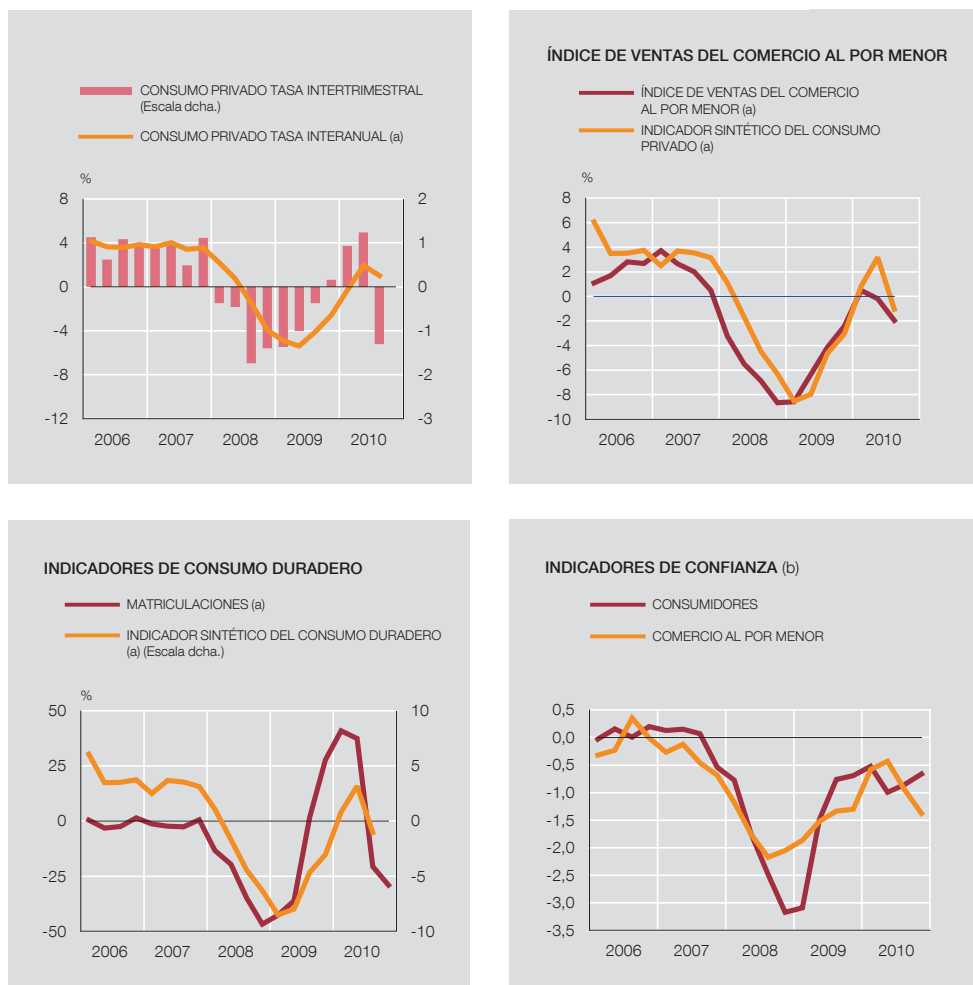 CONSUMO PRIVADO TASA INTERTRIMESTRAL
(Escala dcha.)
CONSUMO PRIVADO TASA INTERANUAL (a)
%
8
4
0
-4
-8
-12
2
1
0
-1
-2
-3
2006 2007 2008 2009 2010
ÍNDICE DE VENTAS DEL COMERCIO AL POR MENOR
ÍNDICE DE VENTAS DEL COMERCIO
AL POR MENOR (a)
INDICADOR SINTÉTICO DEL CONSUMO
PRIVADO (a)
%
8
6
4
2
0
-2
-4
-6
-8
-10
2006 2007 2008 2009 2010
INDICADORES DE CONSUMO DURADERO
MATRICULACIONES (a)
INDICADOR SINTÉTICO DEL CONSUMO DURADERO
(a) (Escala dcha.)
%
50
25
0
-25
-50
10
5
0
-5
-10
2006 2007 2008 2009 2010
INDICADORES DE CONFIANZA (b)
CONSUMIDORES
COMERCIO AL POR MENOR
0,5
0,0
-0,5
-1,0
-1,5
-2,0
-2,5
-3,0
-3,5
2006 2007 2008 2009 2010